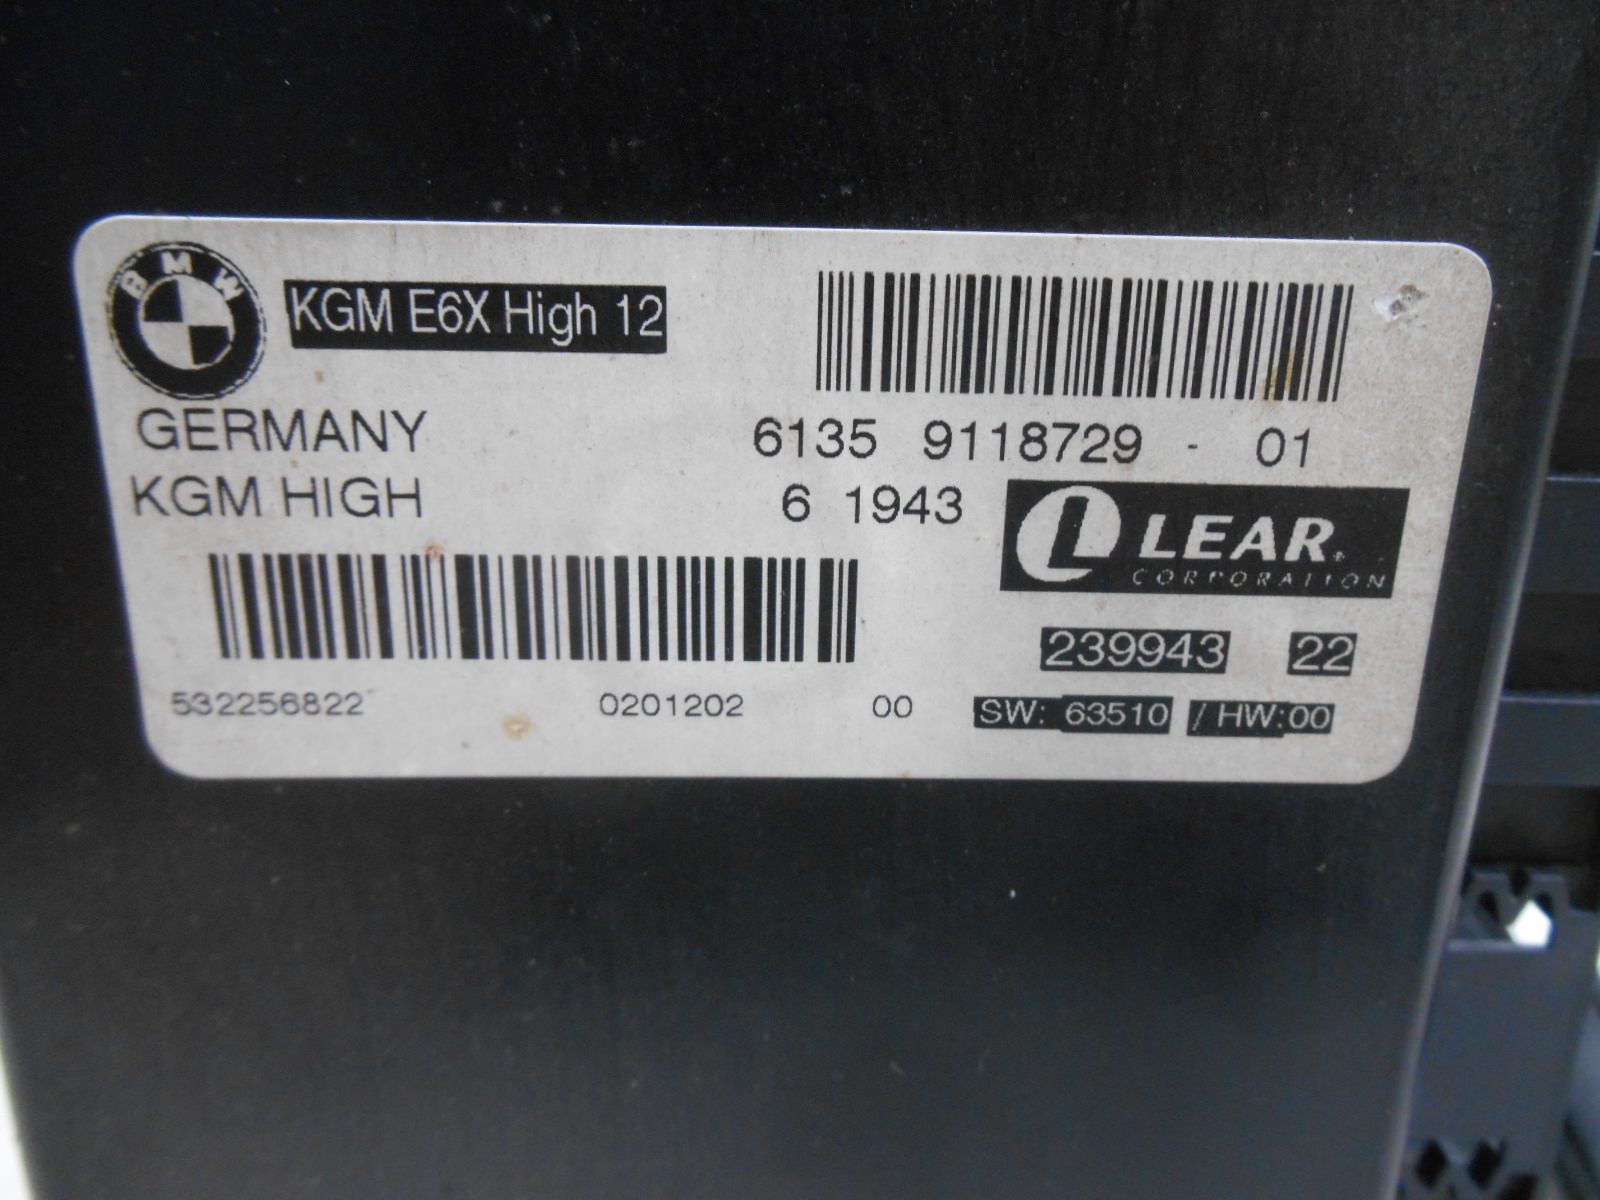 BMW
KGM E6X High 12
GERMANY
6135 9118729 - 01
KGM HIGH
6 1943
LEAR.
CORPORATION
239943 22
532256822 0201202 00
SW: 63510 / HW:00